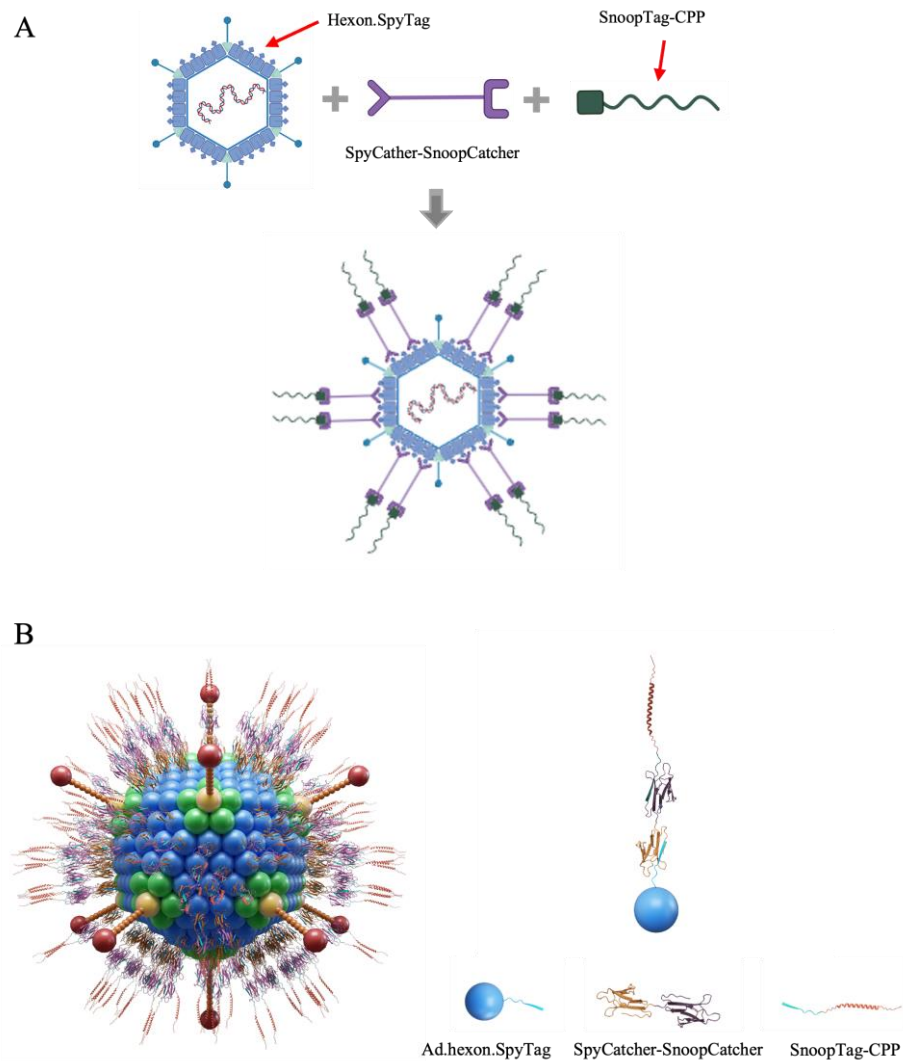 A
Hexon.SpyTag
SnoopTag-CPP
SpyCather-SnoopCatcher
B
Ad.hexon.SpyTag
SpyCatcher-SnoopCatcher
SnoopTag-CPP